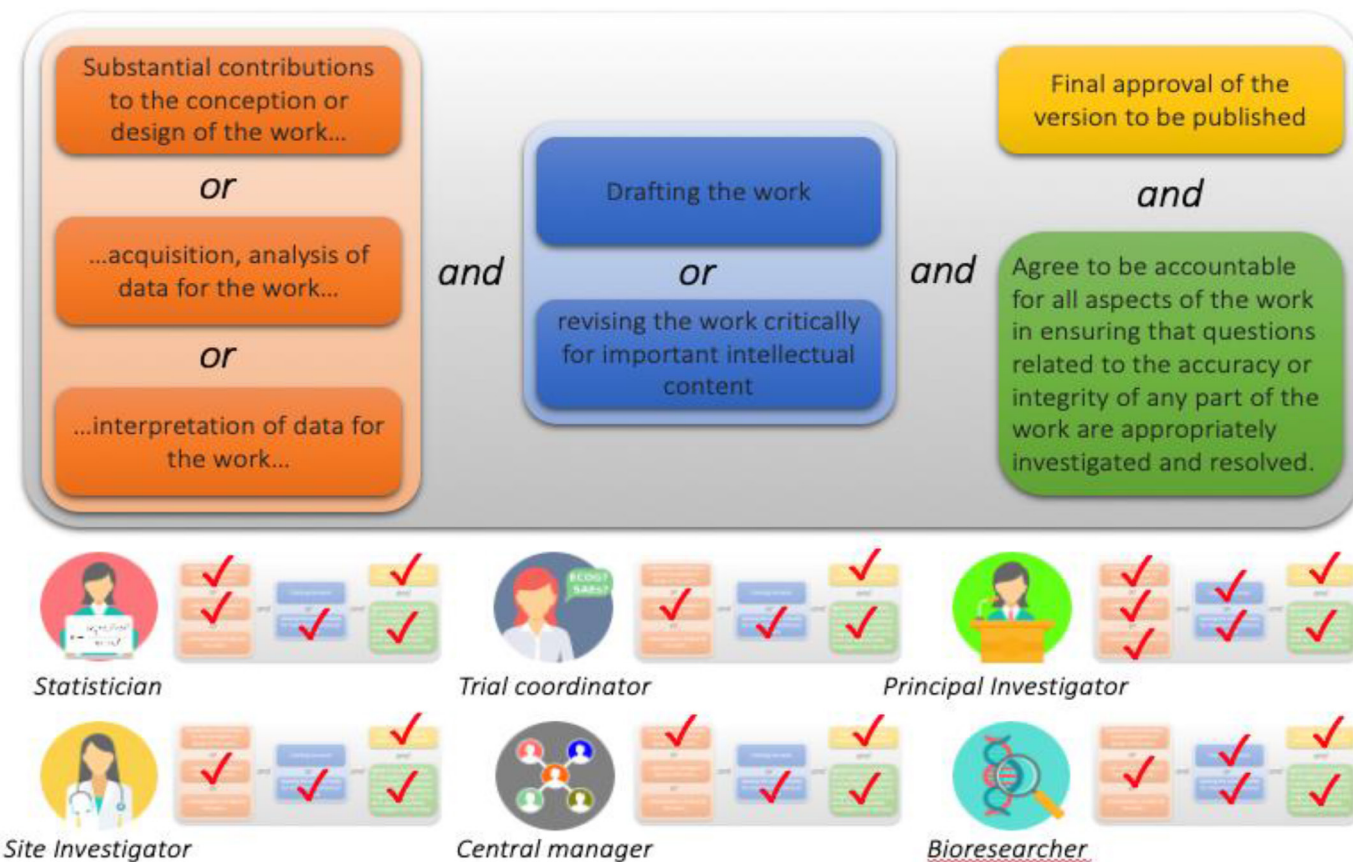 Substantial contributions
to the conception or
design of the work…
or
…acquisition, analysis of
data for the work…
or
…interpretation of data for
the work…
and
Drafting the work
or
revising the work critically
for important intellectual
content
and
Final approval of the
version to be published
and
Agree to be accountable
for all aspects of the work
in ensuring that questions
related to the accuracy or
integrity of any part of the
work are appropriately
investigated and resolved.
Statistician
ECOG?
SAEs?
Trial coordinator
Principal Investigator
Site Investigator
Central manager
Bioresearcher